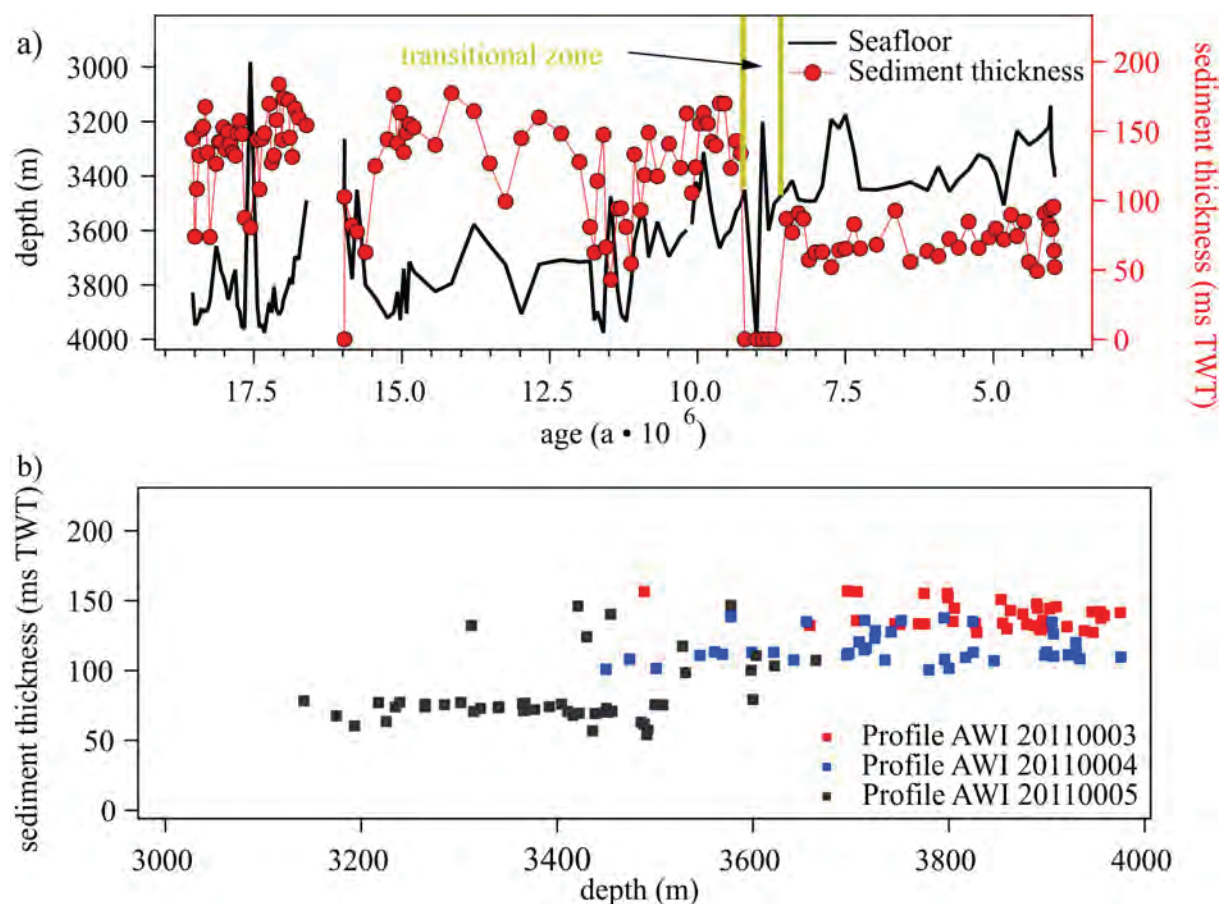 a)
transitional zone
Seafloor
Sediment thickness
depth (m)
3000
3200
3400
3600
3800
4000
sediment thickness (ms TWT)
200
150
100
50
0
17.5 15.0 12.5 10.0 7.5 5.0
age (a • 10 6)
b)
sediment thickness (ms TWT)
200
150
100
50
0
Profile AWI 20110003
Profile AWI 20110004
Profile AWI 20110005
3000 3200 3400 3600 3800 4000
depth (m)